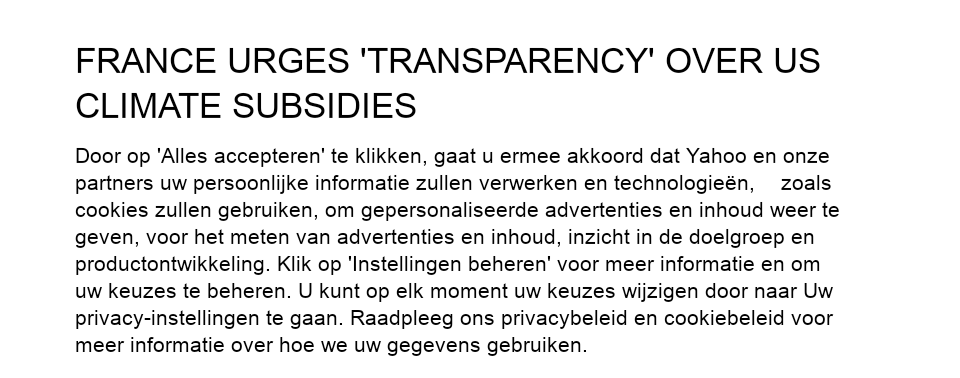 FRANCE URGES 'TRANSPARENCY' OVER US
CLIMATE SUBSIDIES
Door op 'Alles accepteren' te klikken, gaat u ermee akkoord dat Yahoo en onze
partners uw persoonlijke informatie zullen verwerken en technologieën, zoals
cookies zullen gebruiken, om gepersonaliseerde advertenties en inhoud weer te
geven, voor het meten van advertenties en inhoud, inzicht in de doelgroep en
productontwikkeling. Klik op 'Instellingen beheren' voor meer informatie en om
uw keuzes te beheren. U kunt op elk moment uw keuzes wijzigen door naar Uw
privacy-instellingen te gaan. Raadpleeg ons privacybeleid en cookiebeleid voor
meer informatie over hoe we uw gegevens gebruiken.